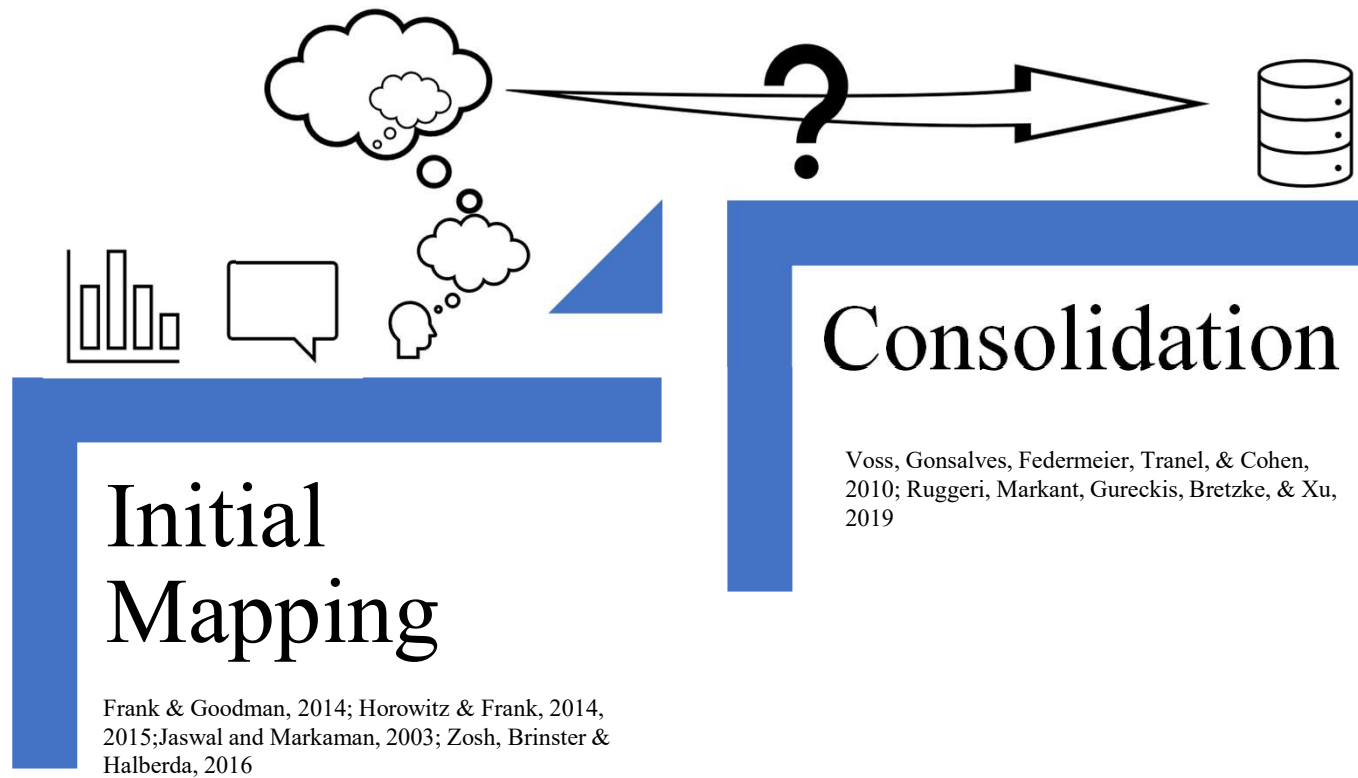 ?
Consolidation
Voss, Gonsalves, Federmeier, Tranel, & Cohen,
2010; Ruggeri, Markant, Gureckis, Bretzke, & Xu,
2019
Initial
Mapping
Frank & Goodman, 2014; Horowitz & Frank, 2014,
2015;Jaswal and Markaman, 2003; Zosh, Brinster &
Halberda, 2016